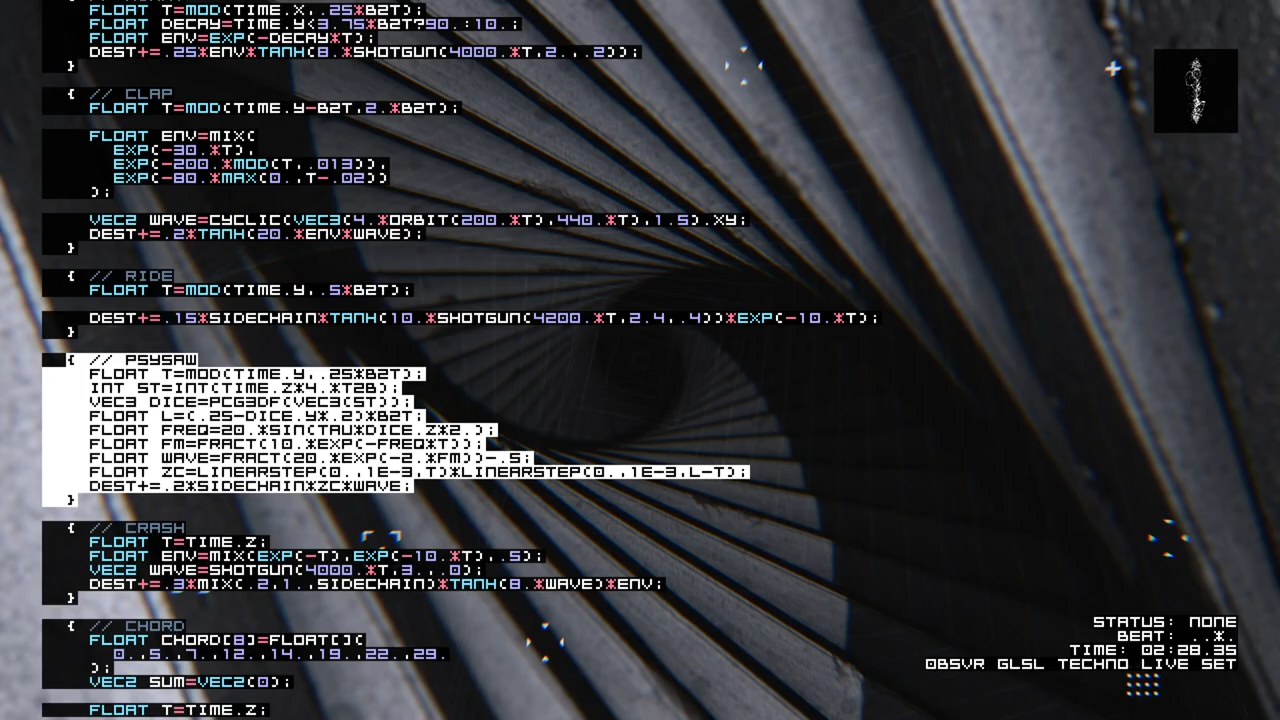 FLOAT T=MOD(TIME.X,.25*B2T);
FLOAT DECAY=TIME.Y<3.75*B2T?90.:10.;
FLOAT ENV=EXP(-DECAY*T);
DEST+=.25*ENV*TANH(8.*SHOTGUN(4000.*T,2.,.2));
}
{ // CLAP
FLOAT T=MOD(TIME.Y-B2T,2.*B2T);
FLOAT ENV=MIX(
EXP(-30.*T),
EXP(-200.*MOD(T,.013)),
EXP(-80.*MAX(0.,T-.02))
);
VEC2 WAVE=CYCLIC(VEC3(4.*ORBIT(200.*T),440.*T),1.5).XY;
DEST+=.2*TANH(20.*ENV*WAVE);
}
{ // RIDE
FLOAT T=MOD(TIME.Y,.5*B2T);
DEST+=.15*SIDECHAIN*TANH(10.*SHOTGUN(4200.*T,2.4,.4))*EXP(-10.*T);
}
{ // PSYSAW
FLOAT T=MOD(TIME.Y,.25*B2T);
INT ST=INT(TIME.Z*4.*T2B);
VEC3 DICE=PCG3DF(VEC3(ST));
FLOAT L=(.25-DICE.Y*.2)*B2T;
FLOAT FREQ=20.*SIN(TAU*DICE.Z*2.);
FLOAT FM=FRACT(10.*EXP(-FREQ*T));
FLOAT WAVE=FRACT(20.*EXP(-2.*FM))-.5;
FLOAT ZC=LINEARSTEP(0.,1E-3,T)*LINEARSTEP(0.,1E-3,L-T);
DEST+=.2*SIDECHAIN*ZC*WAVE;
}
{ // CRASH
FLOAT T=TIME.Z;
FLOAT ENV=MIX(EXP(-T),EXP(-10.*T),.5);
VEC2 WAVE=SHOTGUN(4000.*T,3.,.0);
DEST+=.3*MIX(.2,1.,SIDECHAIN)*TANH(8.*WAVE)*ENV;
}
{ // CHORD
FLOAT CHORD[8]=FLOAT[](
0.,5.,7.,12.,14.,19.,22.,29.
);
VEC2 SUM=VEC2(0);
FLOAT T=TIME.Z;
STATUS: NONE
BEAT: ..*.
TIME: 02:28.35
0BSVR GLSL TECHNO LIVE SET